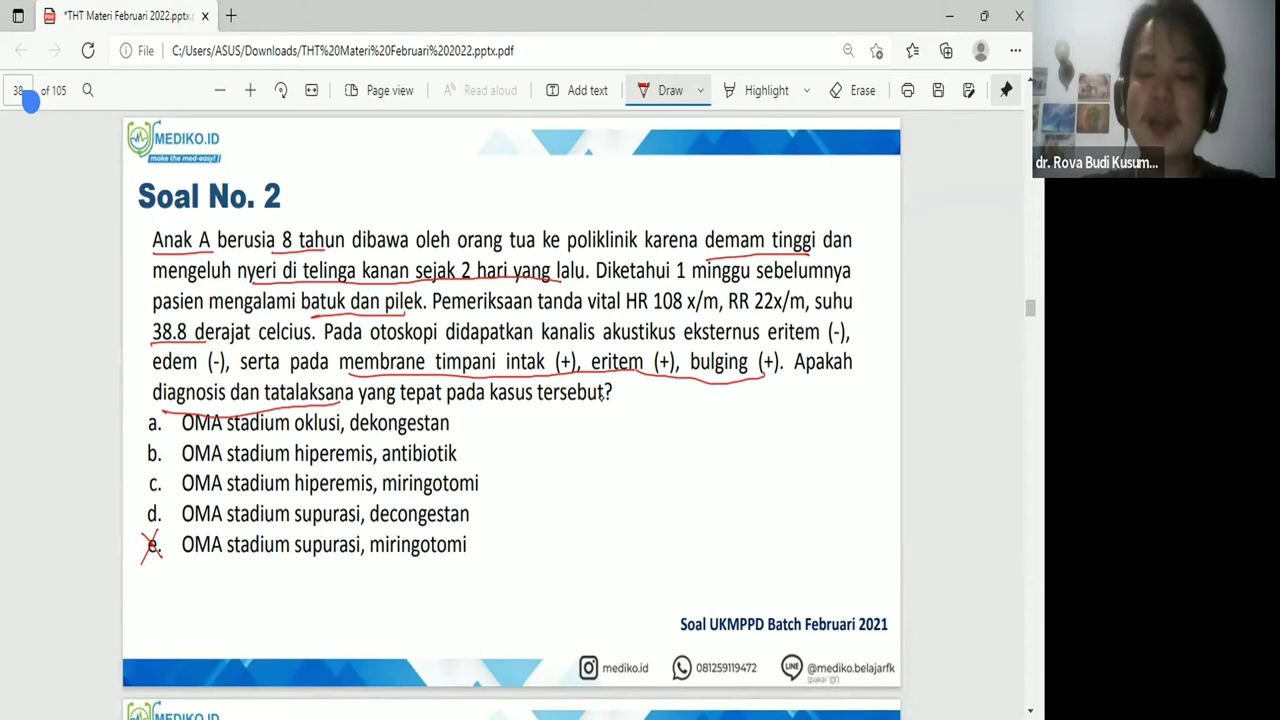 *THT Materi Februari 2022.pptx.p
File
C:/Users/ASUS/Downloads/THT%20Materi%20Februari%202022.pptx.pdf
38 of 105
Page view
Read aloud
Add text
Draw
Highlight
Erase
dr. Rova Budi Kusum...
MEDIKO.ID
make the med-easy!
Soal No. 2
Anak A berusia 8 tahun dibawa oleh orang tua ke poliklinik karena demam tinggi dan
mengeluh nyeri di telinga kanan sejak 2 hari yang lalu. Diketahui 1 minggu sebelumnya
pasien mengalami batuk dan pilek. Pemeriksaan tanda vital HR 108 x/m, RR 22x/m, suhu
38.8 derajat celcius. Pada otoskopi didapatkan kanalis akustikus eksternus eritem (-),
edem (-), serta pada membrane timpani intak (+), eritem (+), bulging (+). Apakah
diagnosis dan tatalaksana yang tepat pada kasus tersebut?
a. OMA stadium oklusi, dekongestan
b. OMA stadium hiperemis, antibiotik
c. OMA stadium hiperemis, miringotomi
d. OMA stadium supurasi, decongestan
e. OMA stadium supurasi, miringotomi
Soal UKMPPD Batch Februari 2021
mediko.id
081259119472
@mediko.belajarfk
(pakai '@')
MEDIKO.ID